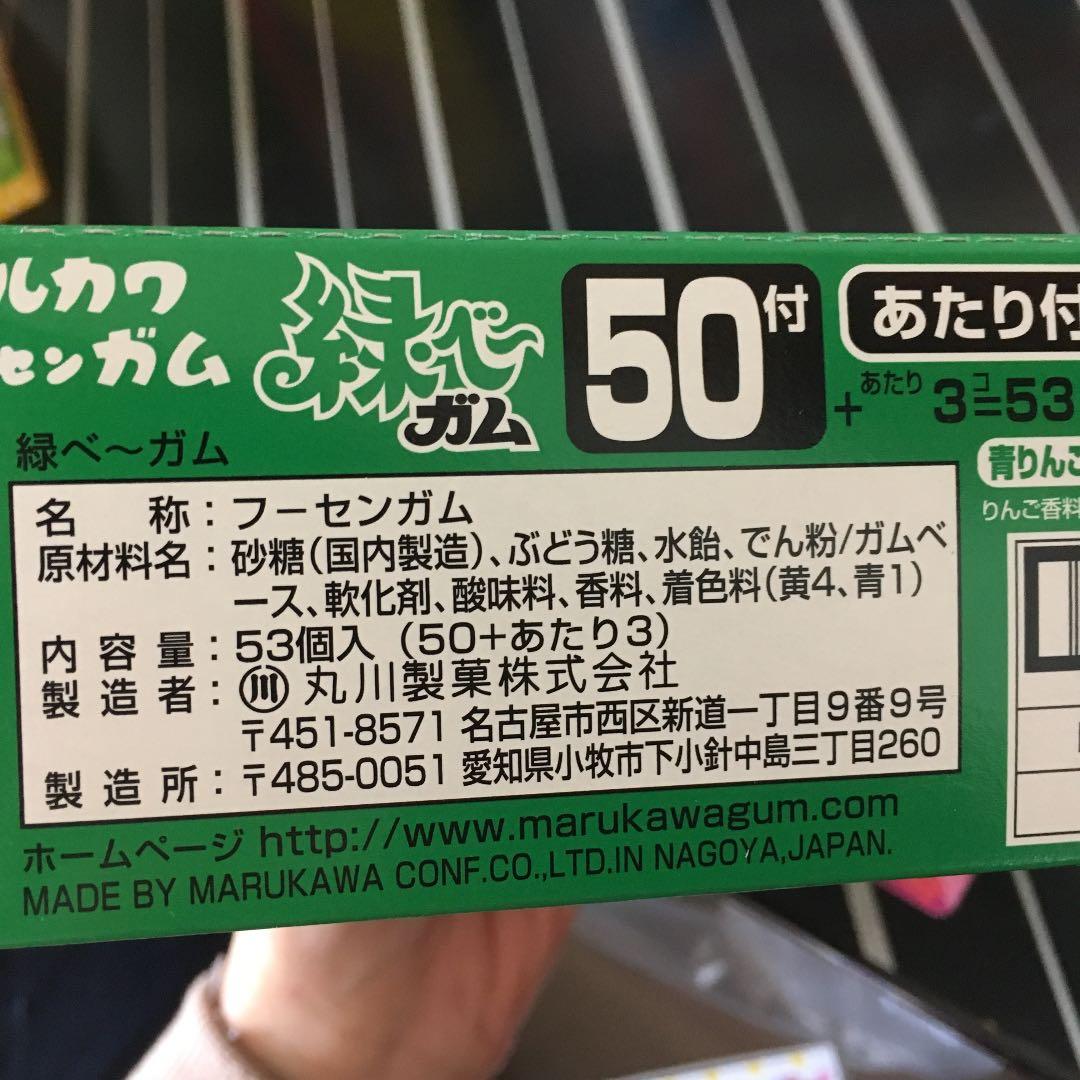 ルカワ
センガム
緑べ〜
ガム
50付
あたり付
+あたり3コ=53
緑べ～ガム
青りんご
りんご香料
名称：フーセンガム
原材料名：砂糖(国内製造)、ぶどう糖、水飴、でん粉/ガムベ
ース、軟化剤、酸味料、香料、着色料(黄4、青1)
内容量：53個入（50+あたり3）
製造者：川 丸川製菓株式会社
〒451-8571 名古屋市西区新道一丁目9番9号
製造所：〒485-0051 愛知県小牧市下小針中島三丁目260
ホームページ http://www.marukawagum.com
MADE BY MARUKAWA CONF.CO.,LTD.IN NAGOYA,JAPAN.